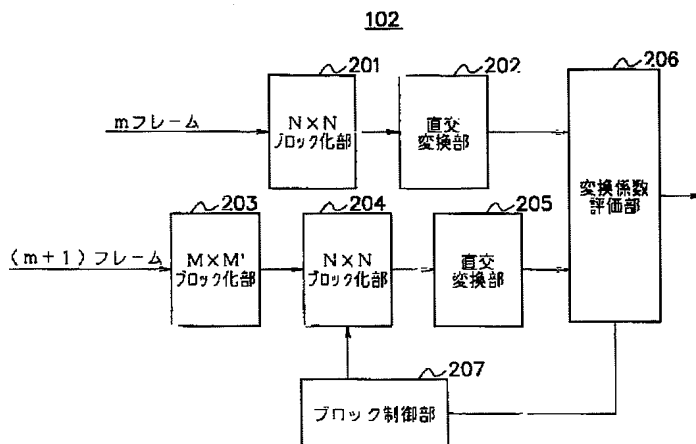 102
201
202
206
mフレーム
N×N
ブロック化部
直交
変換部
変換係数
評価部
203
204
205
(m+1)フレーム
M×M'
ブロック化部
N×N
ブロック化部
直交
変換部
207
ブロック制御部